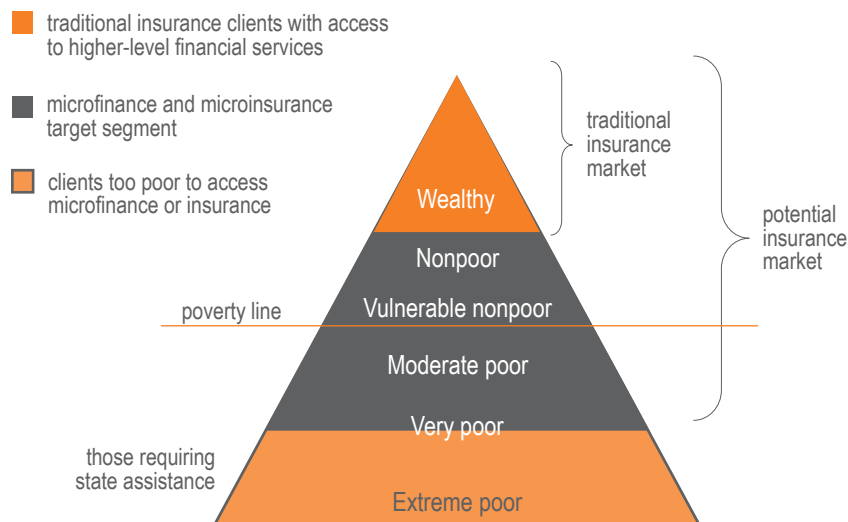 traditional insurance clients with access
to higher-level financial services
microfinance and microinsurance
target segment
clients too poor to access
microfinance or insurance
traditional
insurance
market
potential
insurance
market
Wealthy
Nonpoor
Vulnerable nonpoor
poverty line
Moderate poor
Very poor
those requiring
state assistance
Extreme poor